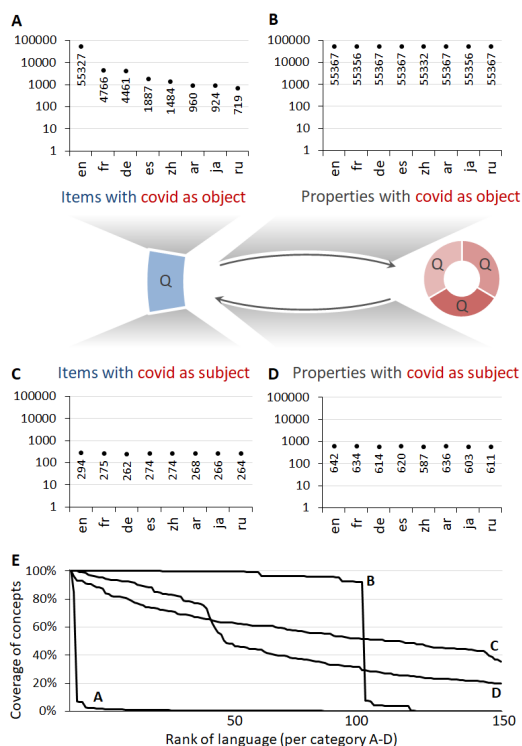 A
100000
10000
1000
100
10
1
55327
4766
4461
1887
1484
960
924
719
en
fr
de
es
zh
ar
ja
ru
Items with covid as object
B
100000
10000
1000
100
10
1
55367
55356
55367
55367
55332
55367
55356
55367
en
fr
de
es
zh
ar
ja
ru
Properties with covid as object
Q
Q
Q
Q
C
Items with covid as subject
100000
10000
1000
100
10
1
294
275
262
274
274
268
266
264
en
fr
de
es
zh
ar
ja
ru
D
Properties with covid as subject
100000
10000
1000
100
10
1
642
634
614
620
587
636
603
611
en
fr
de
es
zh
ar
ja
ru
E
Coverage of concepts
100%
80%
60%
40%
20%
0%
A
B
C
D
50
100
150
Rank of language (per category A-D)